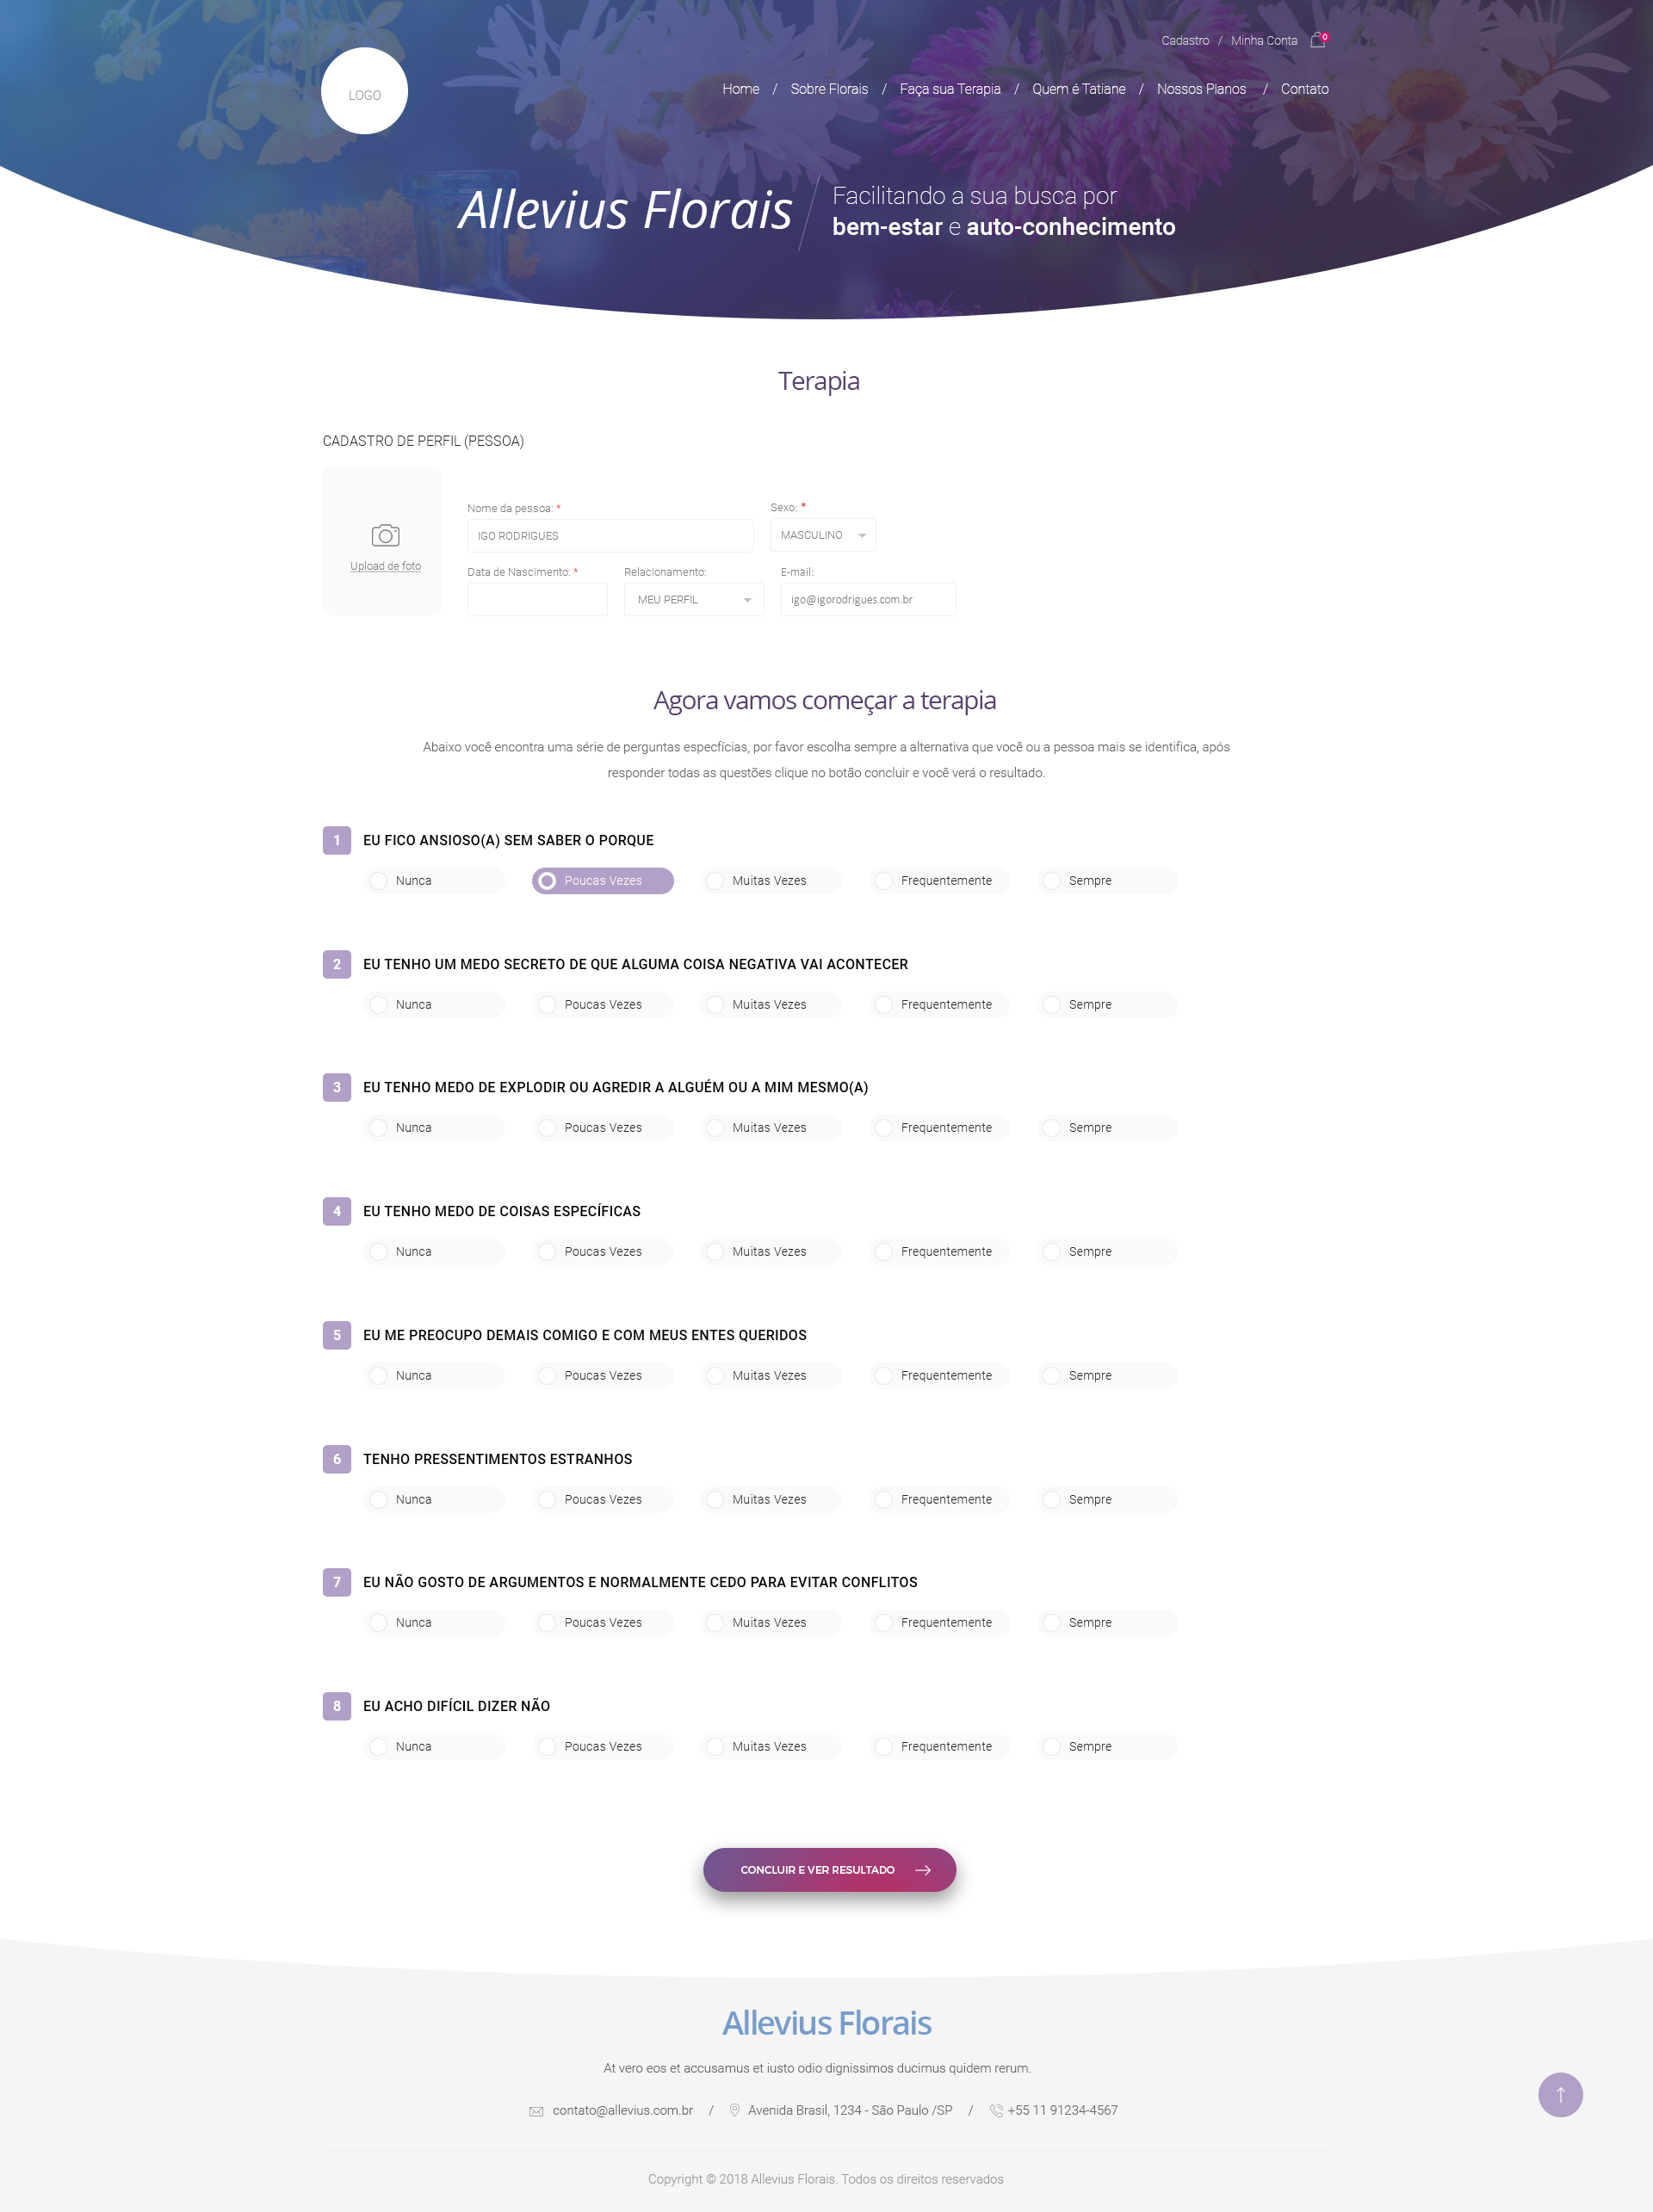 Cadastro / Minha Conta 0
LOGO
Home / Sobre Florais / Faça sua Terapia / Quem é Tatiane / Nossos Planos / Contato
Allevius Florais
Facilitando a sua busca por
bem-estar e auto-conhecimento
Terapia
CADASTRO DE PERFIL (PESSOA)
Upload de foto
Nome da pessoa: * Sexo: *
IGO RODRIGUES MASCULINO
Data de Nascimento: * Relacionamento: E-mail:
MEU PERFIL igo@igorodrigues.com.br
Agora vamos começar a terapia
Abaixo você encontra uma série de perguntas especfícias, por favor escolha sempre a alternativa que você ou a pessoa mais se identifica, após
responder todas as questões clique no botão concluir e você verá o resultado.
1 EU FICO ANSIOSO(A) SEM SABER O PORQUE
Nunca Poucas Vezes Muitas Vezes Frequentemente Sempre
2 EU TENHO UM MEDO SECRETO DE QUE ALGUMA COISA NEGATIVA VAI ACONTECER
Nunca Poucas Vezes Muitas Vezes Frequentemente Sempre
3 EU TENHO MEDO DE EXPLODIR OU AGREDIR A ALGUÉM OU A MIM MESMO(A)
Nunca Poucas Vezes Muitas Vezes Frequentemente Sempre
4 EU TENHO MEDO DE COISAS ESPECÍFICAS
Nunca Poucas Vezes Muitas Vezes Frequentemente Sempre
5 EU ME PREOCUPO DEMAIS COMIGO E COM MEUS ENTES QUERIDOS
Nunca Poucas Vezes Muitas Vezes Frequentemente Sempre
6 TENHO PRESSENTIMENTOS ESTRANHOS
Nunca Poucas Vezes Muitas Vezes Frequentemente Sempre
7 EU NÃO GOSTO DE ARGUMENTOS E NORMALMENTE CEDO PARA EVITAR CONFLITOS
Nunca Poucas Vezes Muitas Vezes Frequentemente Sempre
8 EU ACHO DIFÍCIL DIZER NÃO
Nunca Poucas Vezes Muitas Vezes Frequentemente Sempre
CONCLUIR E VER RESULTADO
Allevius Florais
At vero eos et accusamus et iusto odio dignissimos ducimus quidem rerum.
contato@allevius.com.br / Avenida Brasil, 1234 - São Paulo /SP / +55 11 91234-4567
Copyright © 2018 Allevius Florais. Todos os direitos reservados